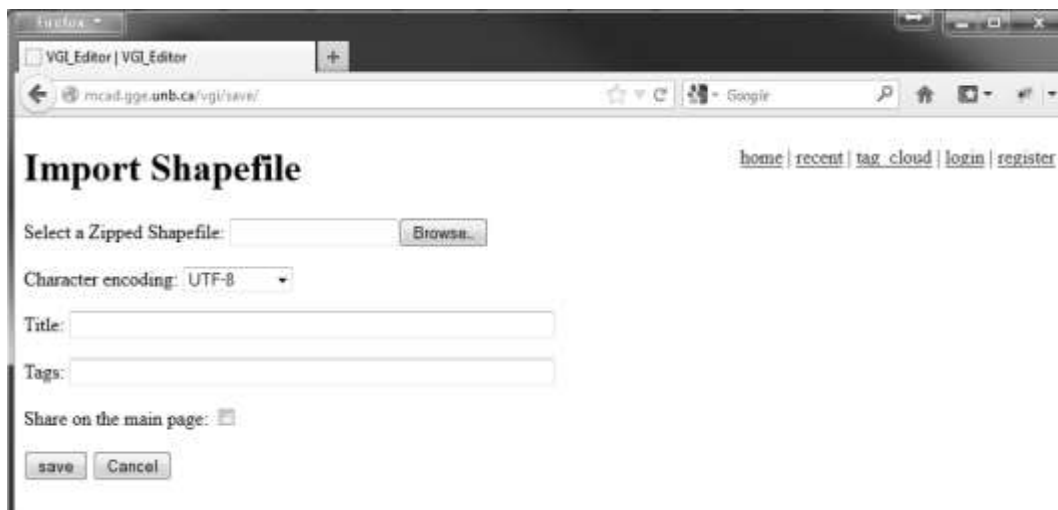 Firefox
VGI_Editor | VGI_Editor
+
mcad.gge.unb.ca/vgi/save/
Google
Import Shapefile
home | recent | tag_cloud | login | register
Select a Zipped Shapefile: Browse..
Character encoding: UTF-8
Title:
Tags:
Share on the main page:
save Cancel